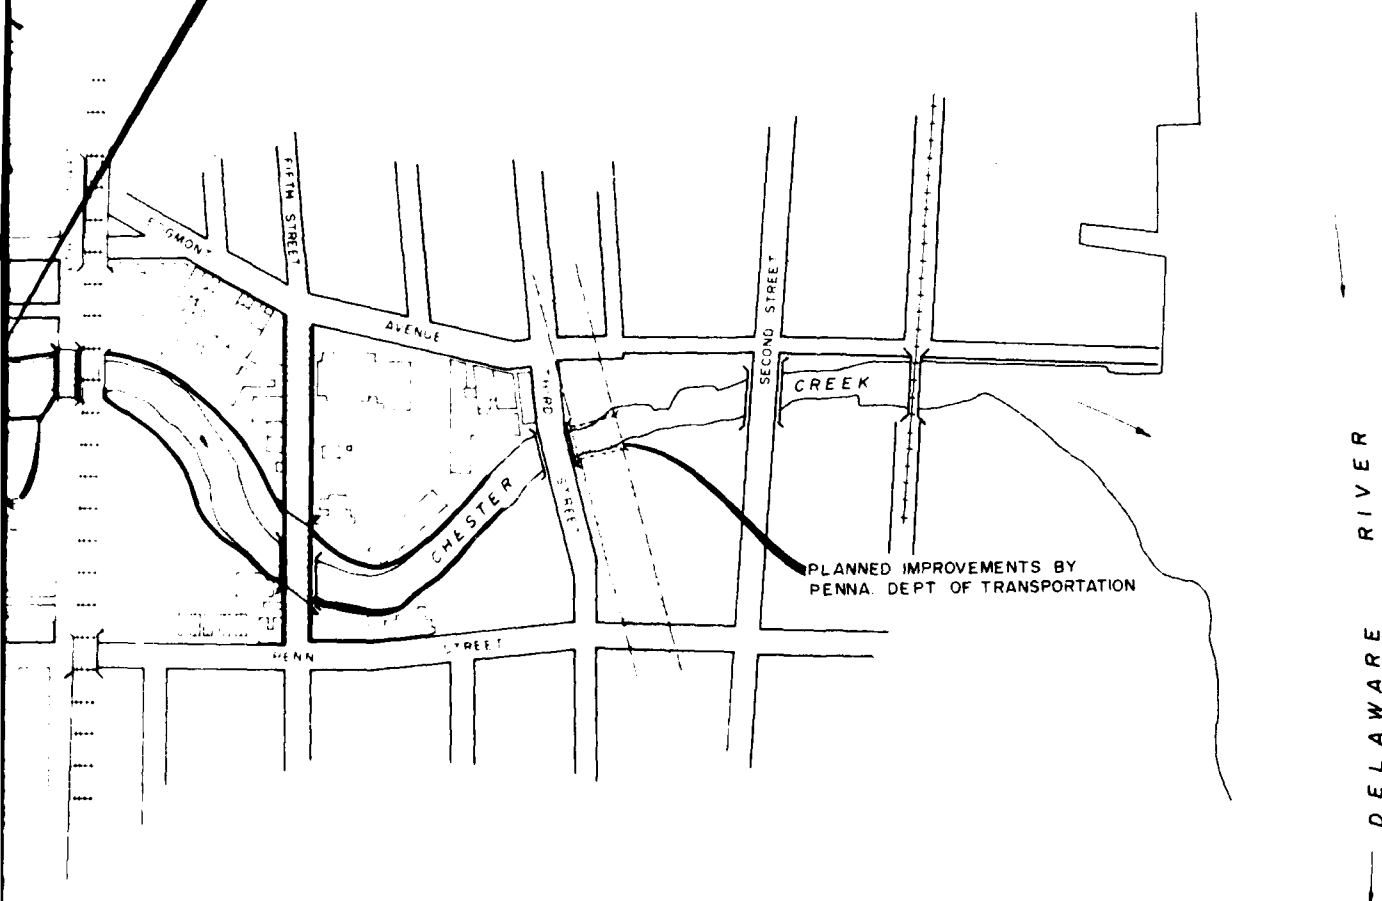 FIFTH STREET
EDGMONT
AVENUE
SECOND STREET
CREEK
THIRD
STREET
CHESTER
PLANNED IMPROVEMENTS BY
PENNA. DEPT OF TRANSPORTATION
PENN
STREET
DELAWARE RIVER